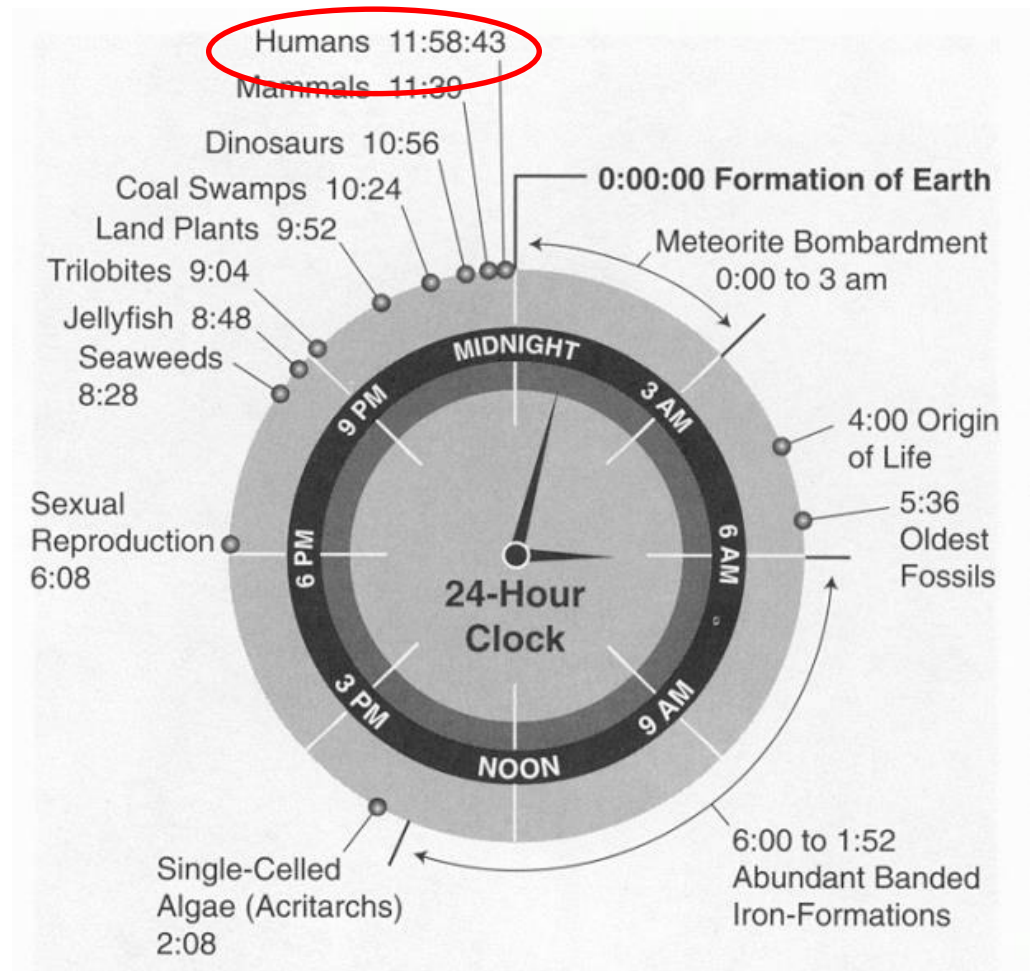 Humans 11:58:43
Mammals 11:39
Dinosaurs 10:56
Coal Swamps 10:24
Land Plants 9:52
Trilobites 9:04
Jellyfish 8:48
Seaweeds
8:28
Sexual
Reproduction
6:08
Single-Celled
Algae (Acritarchs)
2:08
0:00:00 Formation of Earth
Meteorite Bombardment
0:00 to 3 am
4:00 Origin
of Life
5:36
Oldest
Fossils
6:00 to 1:52
Abundant Banded
Iron-Formations
MIDNIGHT
3 AM
6 AM
9 AM
NOON
3 PM
6 PM
9 PM
24-Hour
Clock